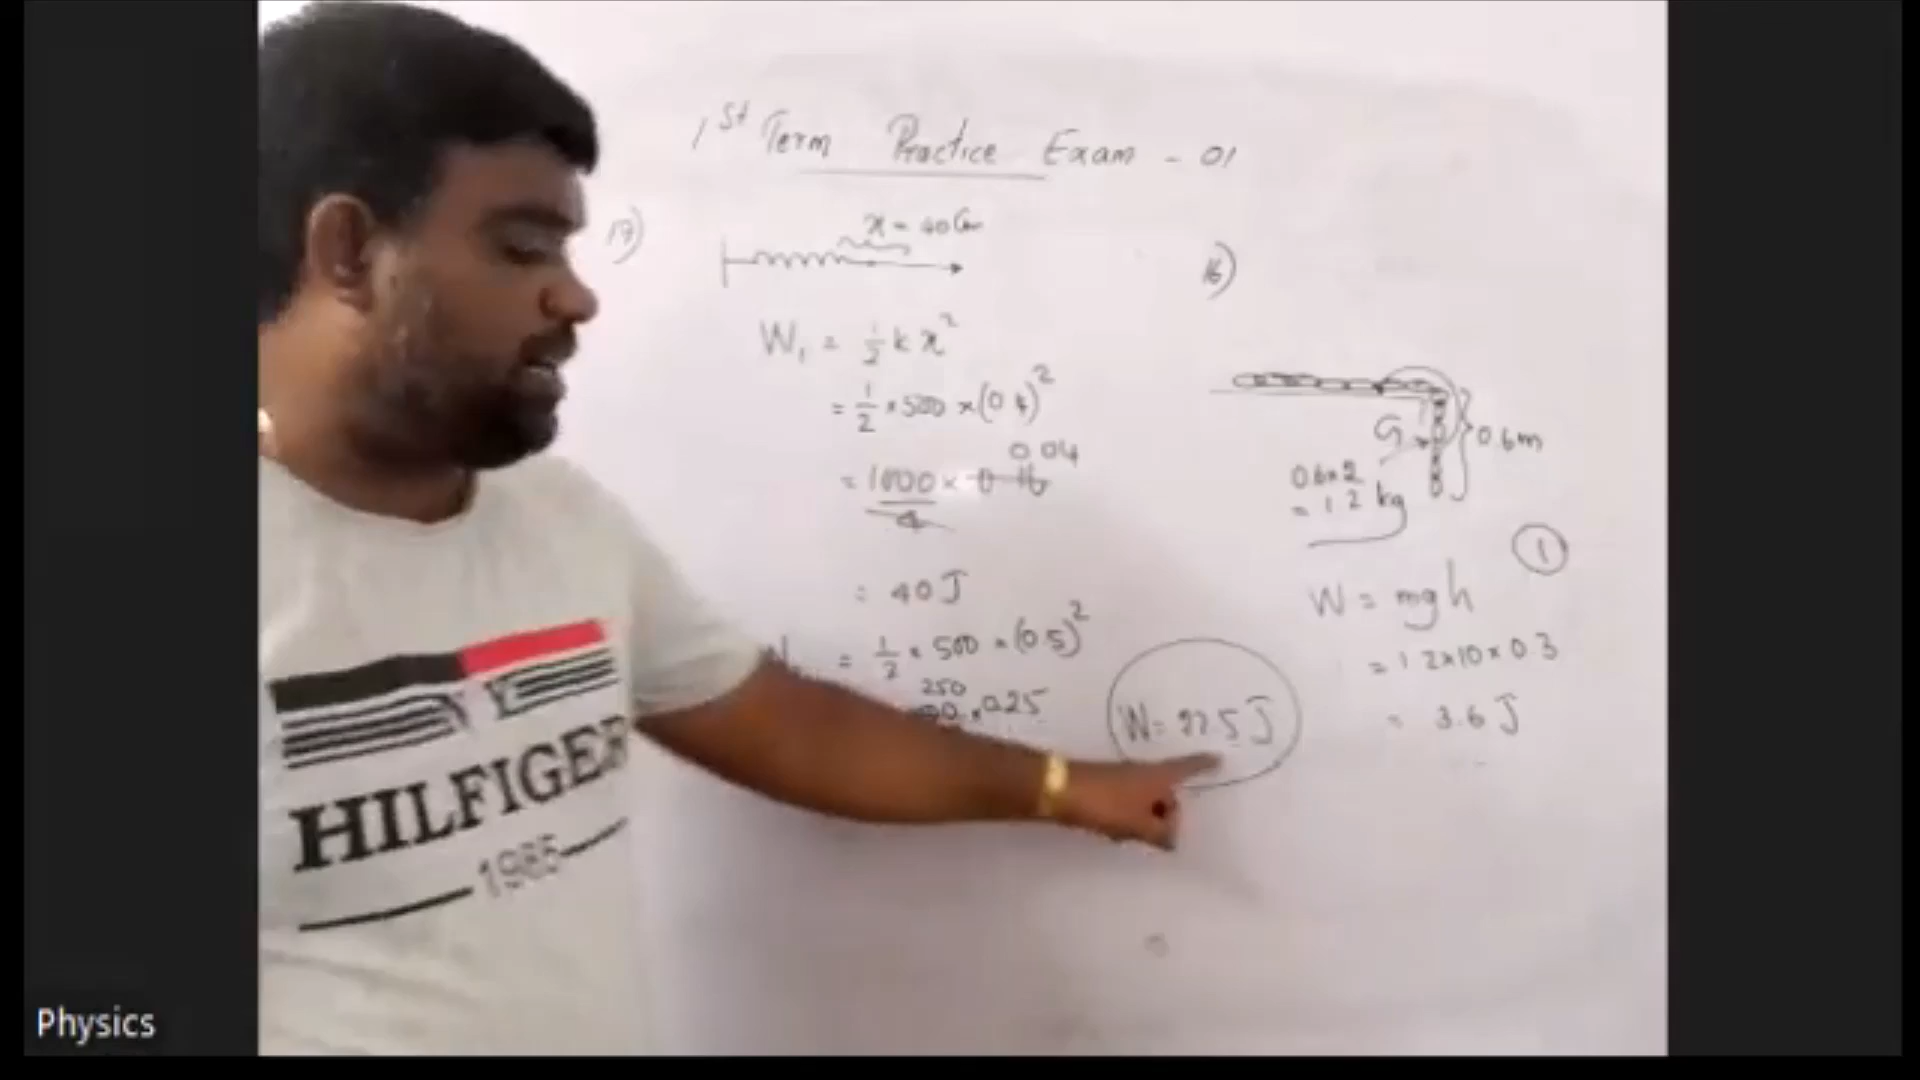 1st Term Practice Exam - 01
17)
x = 40cm
W₁ = ½ k x²
= ½ × 500 × (0.4)²
0.04
= 1000 × 0.16
4
= 40 J
= ½ × 500 × (0.5)²
250
× 0.25
W = 22.5 J
16)
G
0.6m
0.6×2
= 1.2 kg
1
W = mgh
= 1.2×10×0.3
= 3.6 J
HILFIGER
1985
Physics